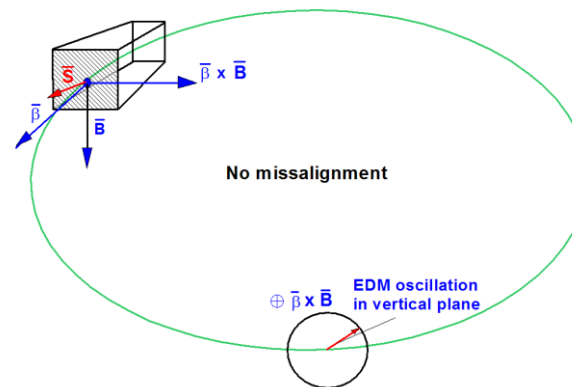 S̄
β̄ x B̄
β̄
B̄
No missalignment
⊕ β̄ x B̄
EDM oscillation
in vertical plane